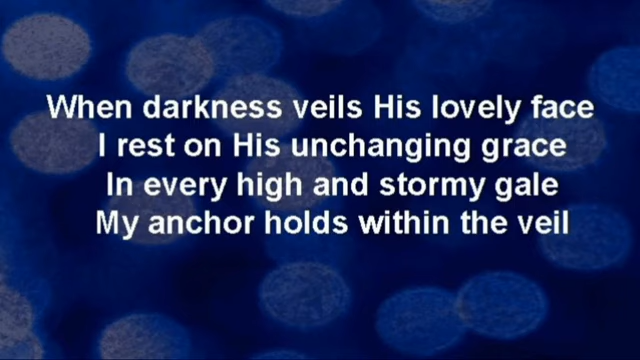 When darkness veils His lovely face
I rest on His unchanging grace
In every high and stormy gale
My anchor holds within the veil